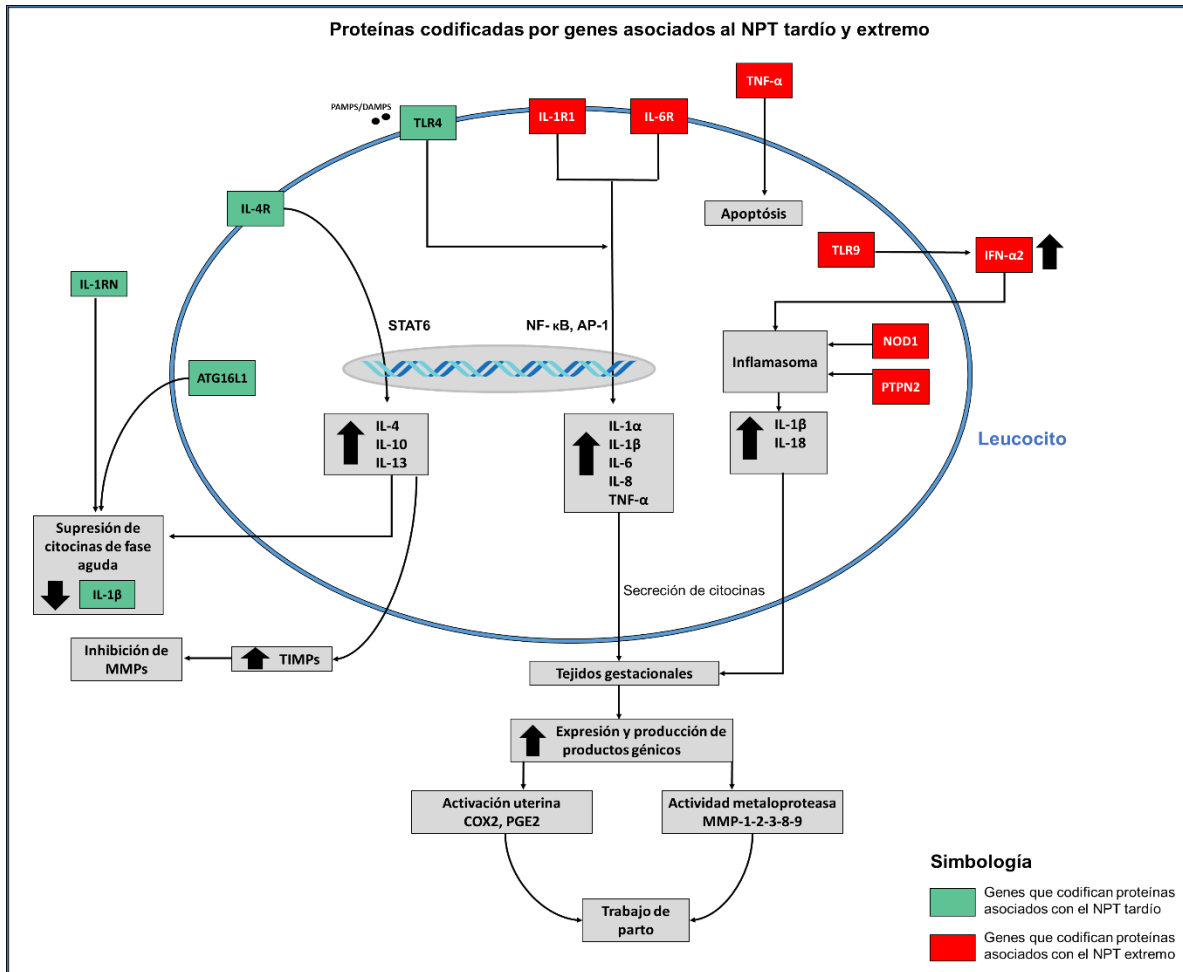 Proteínas codificadas por genes asociados al NPT tardío y extremo
PAMPS/DAMPS
TLR4
IL-1R1
IL-6R
TNF-α
IL-4R
Apoptósis
TLR9
IFN-α2
IL-1RN
STAT6
NF- κB, AP-1
Inflamasoma
NOD1
PTPN2
ATG16L1
IL-4
IL-10
IL-13
IL-1α
IL-1β
IL-6
IL-8
TNF-α
IL-1β
IL-18
Leucocito
Supresión de
citocinas de fase
aguda
IL-1β
Secreción de citocinas
Inhibición de
MMPs
TIMPs
Tejidos gestacionales
Expresión y producción de
productos génicos
Activación uterina
COX2, PGE2
Actividad metaloproteasa
MMP-1-2-3-8-9
Trabajo de
parto
Simbología
Genes que codifican proteínas
asociados con el NPT tardío
Genes que codifican proteínas
asociados con el NPT extremo